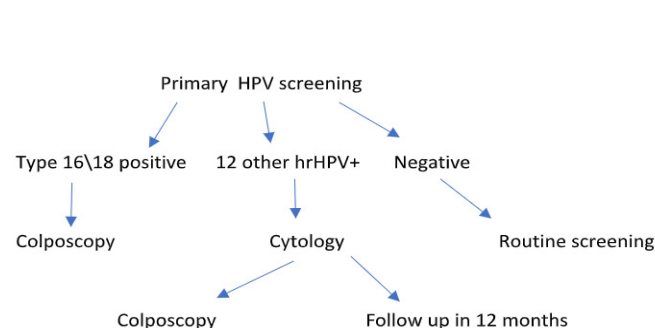 Primary HPV screening
Type 16\18 positive
12 other hrHPV+
Negative
Colposcopy
Cytology
Routine screening
Colposcopy
Follow up in 12 months